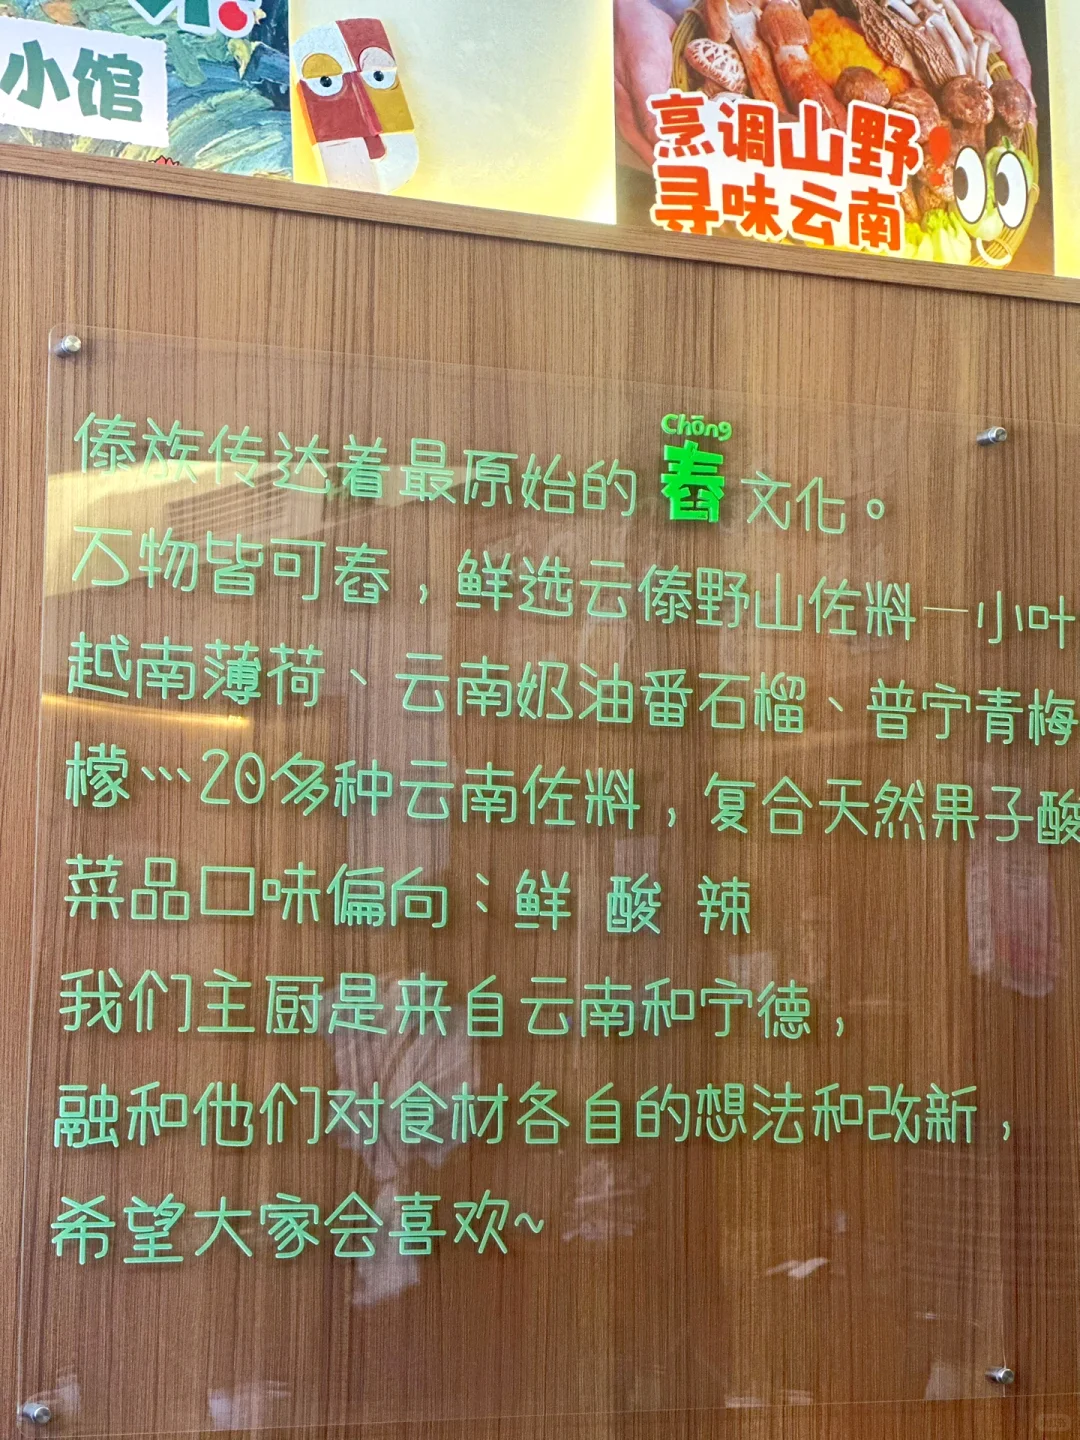 小馆
烹调山野!
寻味云南
Chōng
傣族传达着最原始的舂文化。
万物皆可舂，鲜选云傣野山佐料—小叶
越南薄荷、云南奶油番石榴、普宁青梅
檬…20多种云南佐料，复合天然果子酸
菜品口味偏向：鲜 酸 辣
我们主厨是来自云南和宁德，
融和他们对食材各自的想法和改新，
希望大家会喜欢~